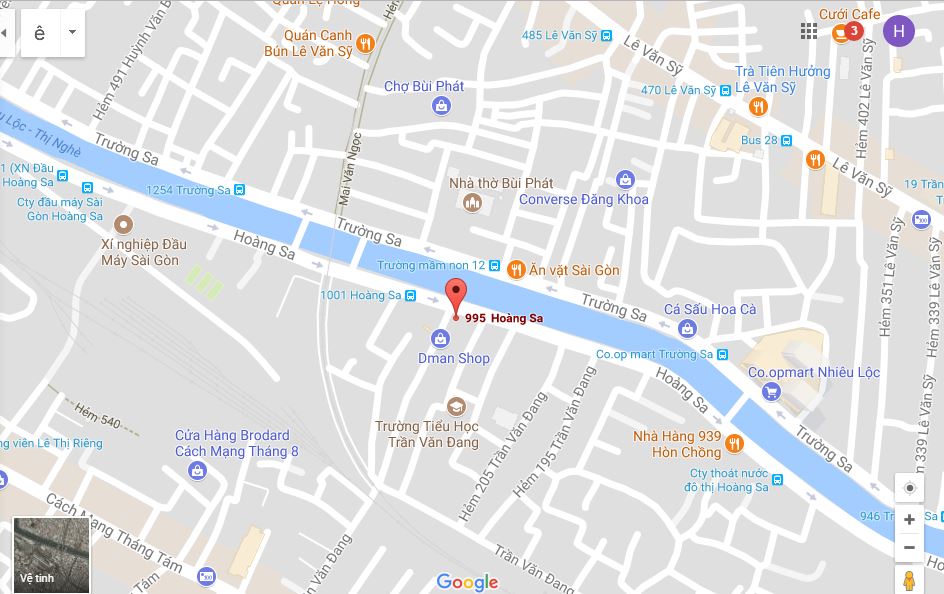 ê
Quán Lệ Hồng
Cưới Cafe
3
H
Quán Canh
Bún Lê Văn Sỹ
485 Lê Văn Sỹ
Lê Văn Sỹ
Hẻm 491 Huỳnh Văn
Chợ Bùi Phát
Trà Tiên Hưởng
Lê Văn Sỹ
470 Lê Văn Sỹ
Hẻm 402 Lê Văn Sỹ
Lộc - Thị Nghè
Trường Sa
Mai Văn Ngọc
Bus 28
Lê Văn Sỹ
1 (XN Đầu
Hoàng Sa
1254 Trường Sa
Nhà thờ Bùi Phát
Converse Đăng Khoa
19 Trần
Cty đầu máy Sài
Gòn Hoàng Sa
Xí nghiệp Đầu
Máy Sài Gòn
Hoàng Sa
Trường Sa
Trường mầm non 12
Ăn vặt Sài Gòn
Hẻm 351 Lê Văn Sỹ
Hẻm 339 Lê Văn Sỹ
1001 Hoàng Sa
Trường Sa
995 Hoàng Sa
Cá Sấu Hoa Cà
Dman Shop
Co.op mart Trường Sa
Co.opmart Nhiêu Lộc
Hoàng Sa
Hẻm 540
Trường Tiểu Học
Trần Văn Đang
Hẻm 205 Trần Văn Đang
Hẻm 195 Trần Văn Đang
339 Lê Văn Sỹ
viên Lê Thị Riêng
Cửa Hàng Brodard
Cách Mạng Tháng 8
Nhà Hàng 939
Hòn Chồng
Trường Sa
Cty thoát nước
đô thị Hoàng Sa
Cách Mạng Tháng Tám
Tám
Văn Đang
Trần Văn Đang
946
Sa
Vệ tinh
Google
+
−